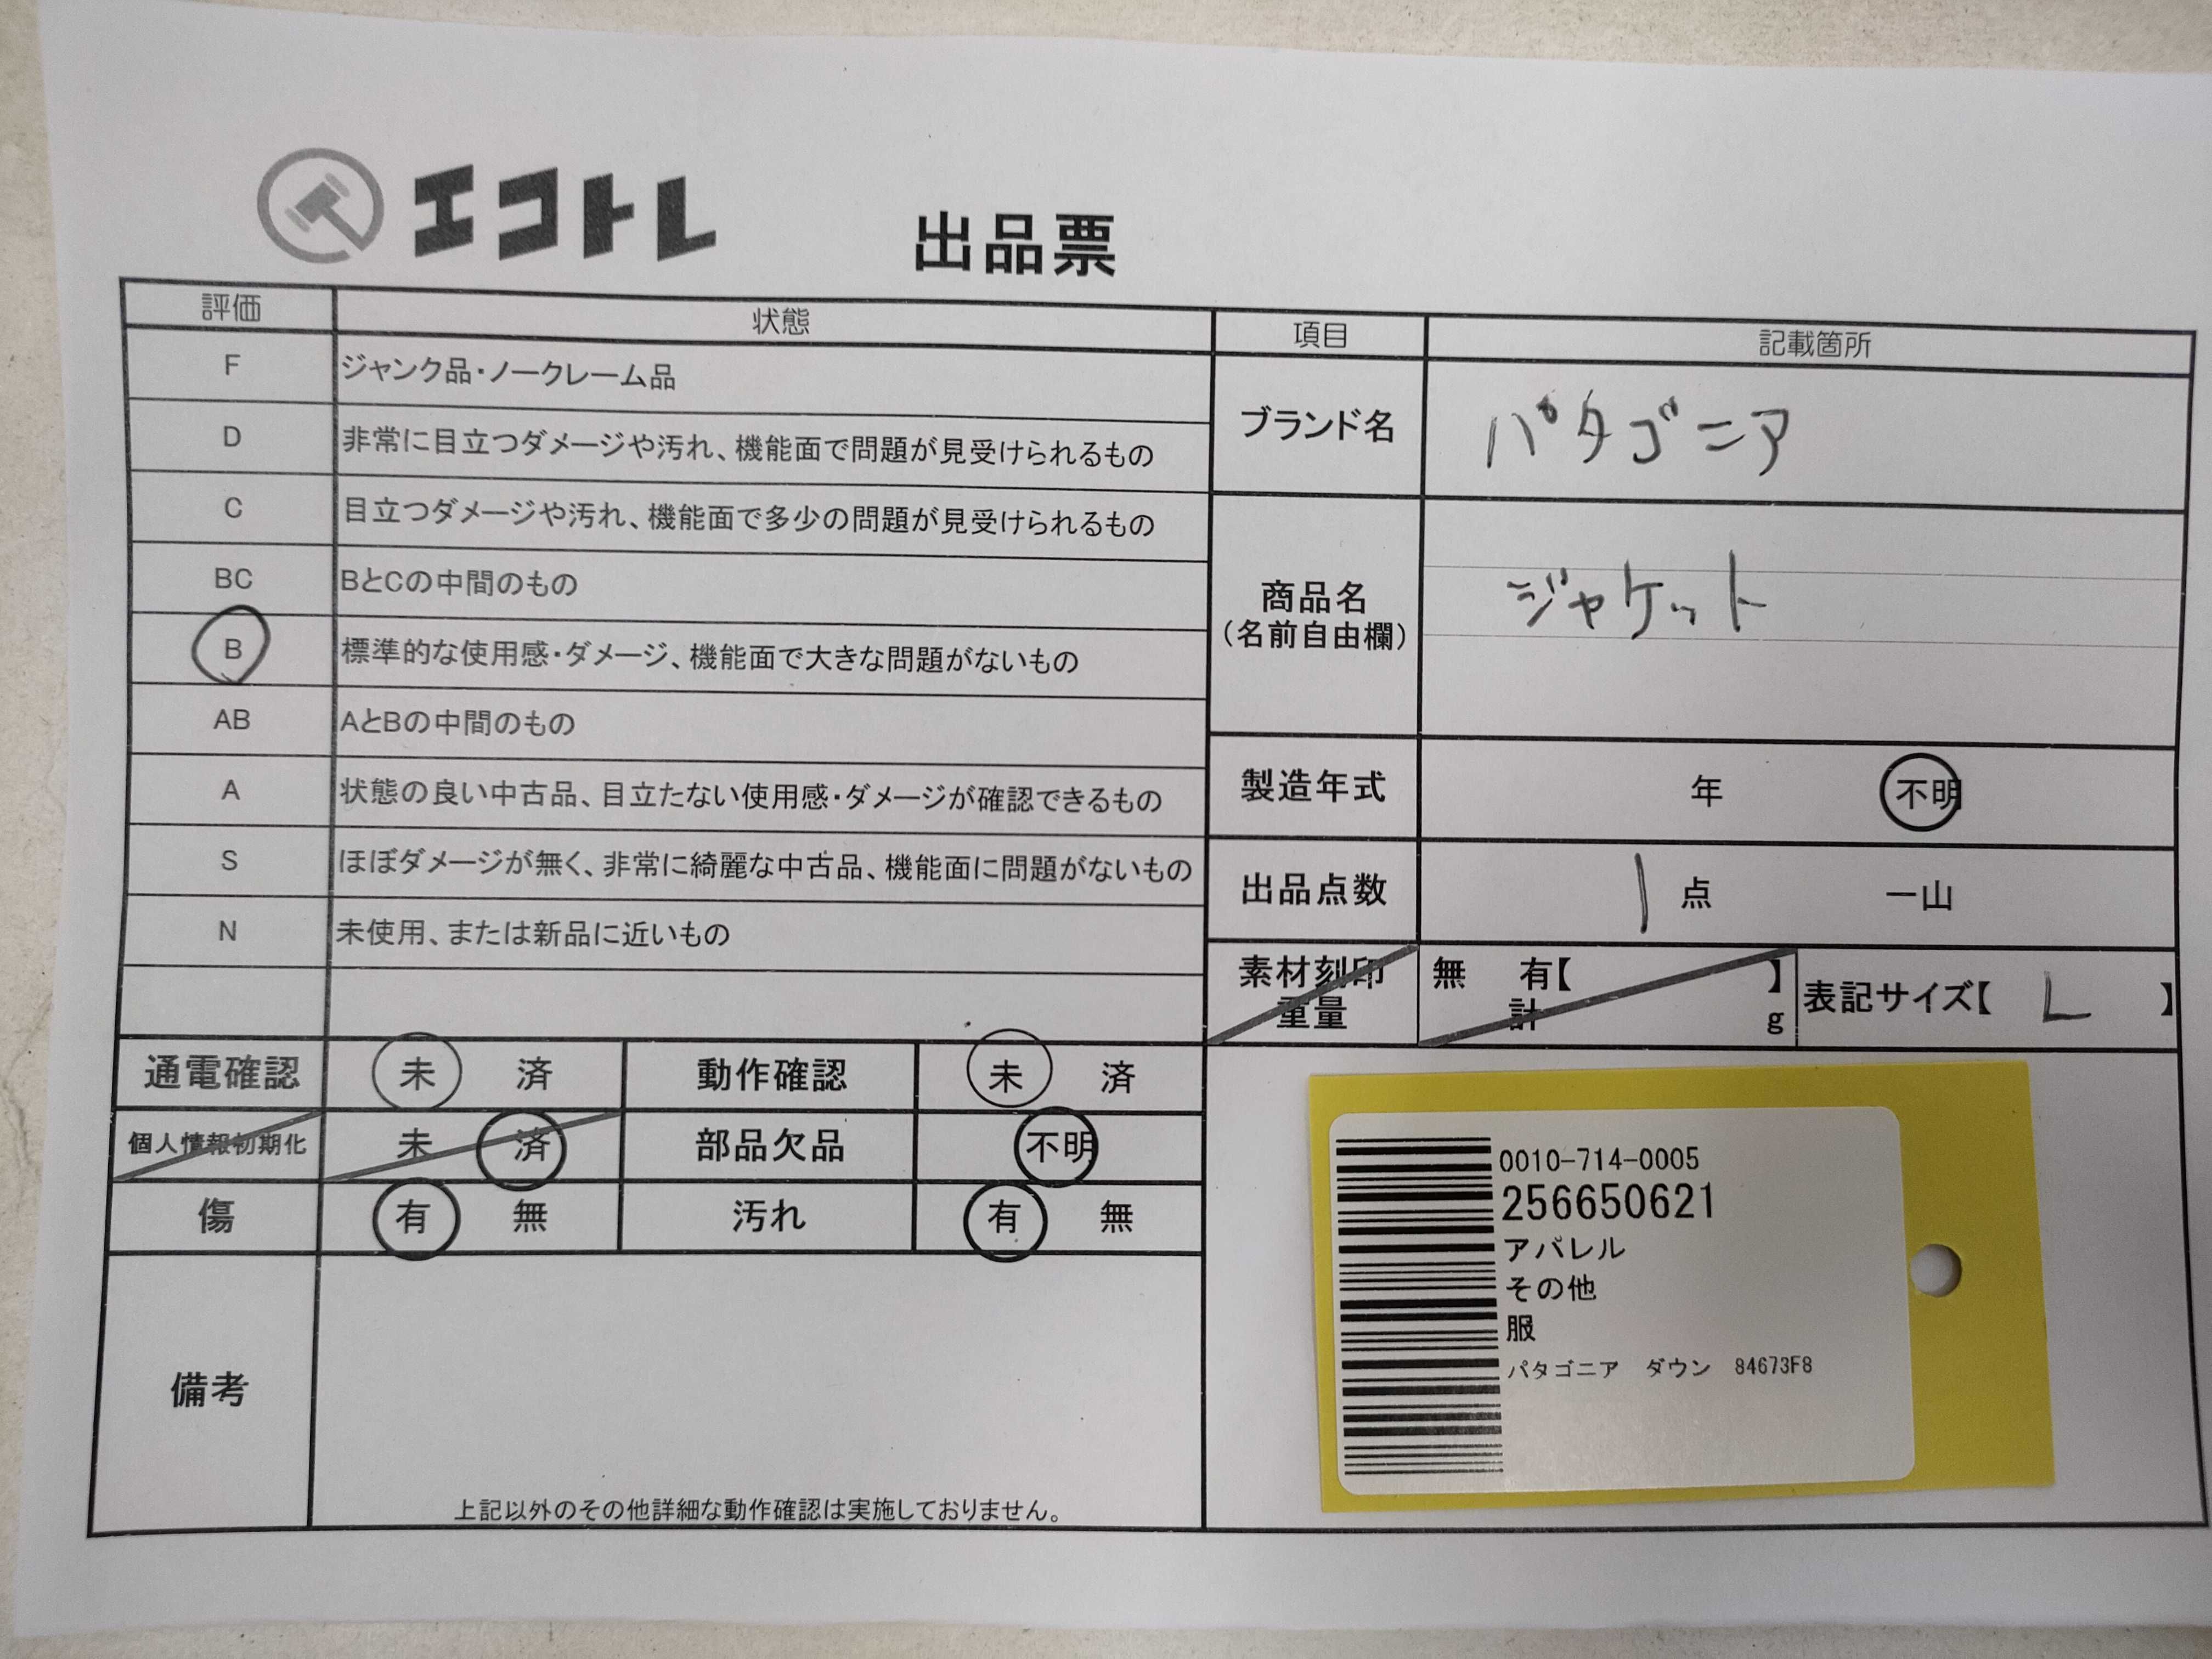 エコトレ
出品票
評価 状態
F ジャンク品・ノークレーム品
D 非常に目立つダメージや汚れ、機能面で問題が見受けられるもの
C 目立つダメージや汚れ、機能面で多少の問題が見受けられるもの
BC BとCの中間のもの
B 標準的な使用感・ダメージ、機能面で大きな問題がないもの
AB AとBの中間のもの
A 状態の良い中古品、目立たない使用感・ダメージが確認できるもの
S ほぼダメージが無く、非常に綺麗な中古品、機能面に問題がないもの
N 未使用、または新品に近いもの
項目 記載箇所
ブランド名 パタゴニア
商品名
(名前自由欄)
ジャケット
製造年式 年 不明
出品点数 1 点 一山
素材刻印
重量
無 有【 】
計 g
表記サイズ【 L 】
通電確認 未 済 動作確認 未 済
個人情報初期化 未 済 部品欠品 不明
傷 有 無 汚れ 有 無
備考
上記以外のその他詳細な動作確認は実施しておりません。
0010-714-0005
256650621
アパレル
その他
服
パタゴニア ダウン 84673F8